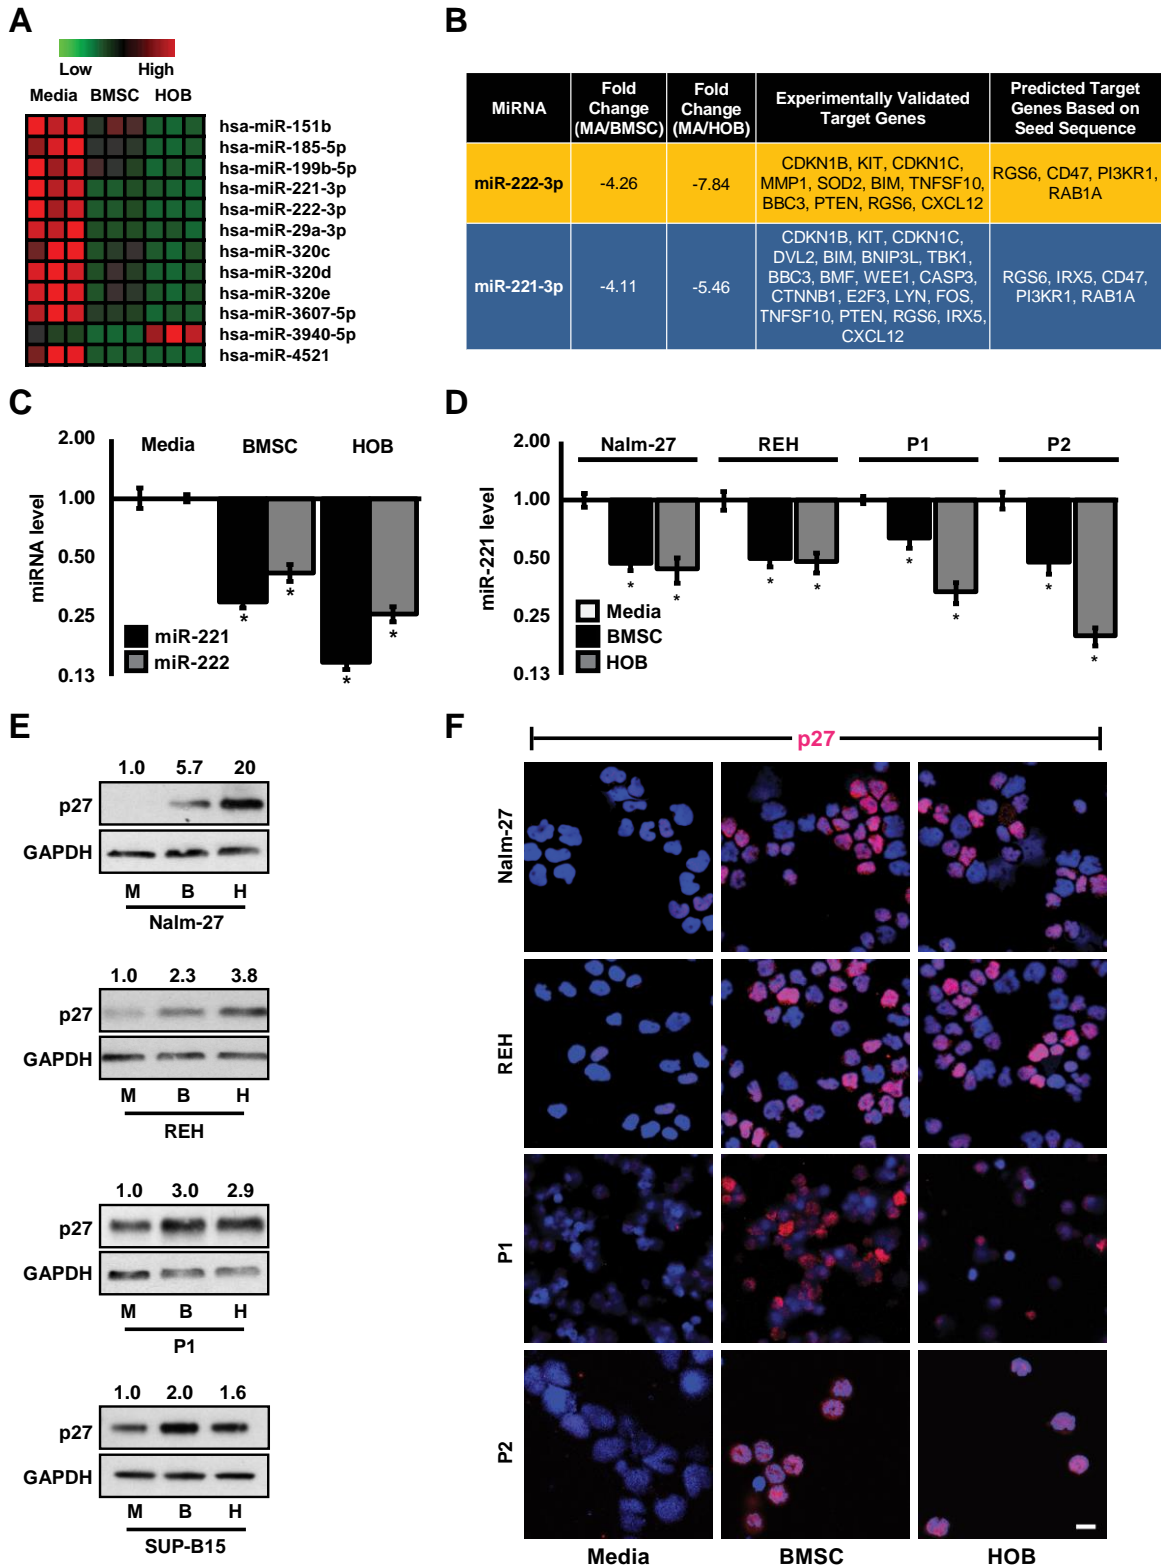 A
Low High
Media BMSC HOB
hsa-miR-151b
hsa-miR-185-5p
hsa-miR-199b-5p
hsa-miR-221-3p
hsa-miR-222-3p
hsa-miR-29a-3p
hsa-miR-320c
hsa-miR-320d
hsa-miR-320e
hsa-miR-3607-5p
hsa-miR-3940-5p
hsa-miR-4521
B
MiRNA
Fold
Change
(MA/BMSC)
Fold
Change
(MA/HOB)
Experimentally Validated
Target Genes
Predicted Target
Genes Based on
Seed Sequence
miR-222-3p
-4.26
-7.84
CDKN1B, KIT, CDKN1C,
MMP1, SOD2, BIM, TNFSF10,
BBC3, PTEN, RGS6, CXCL12
RGS6, CD47, PI3KR1,
RAB1A
miR-221-3p
-4.11
-5.46
CDKN1B, KIT, CDKN1C,
DVL2, BIM, BNIP3L, TBK1,
BBC3, BMF, WEE1, CASP3,
CTNNB1, E2F3, LYN, FOS,
TNFSF10, PTEN, RGS6, IRX5,
CXCL12
RGS6, IRX5, CD47,
PI3KR1, RAB1A
C
miRNA level
2.00
1.00
0.50
0.25
0.13
Media BMSC HOB
* * * *
miR-221
miR-222
D
miR-221 level
2.00
1.00
0.50
0.25
0.13
Nalm-27 REH P1 P2
* * * * * * * *
Media
BMSC
HOB
E
1.0 5.7 20
p27
GAPDH
M B H
Nalm-27
1.0 2.3 3.8
p27
GAPDH
M B H
REH
1.0 3.0 2.9
p27
GAPDH
M B H
P1
1.0 2.0 1.6
p27
GAPDH
M B H
SUP-B15
F
p27
Nalm-27
REH
P1
P2
Media BMSC HOB